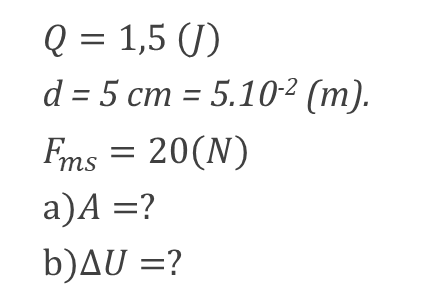 Q = 1,5 (J)
d = 5 cm = 5.10⁻² (m).
Fₘₛ = 20(N)
a)A =?
b)ΔU =?